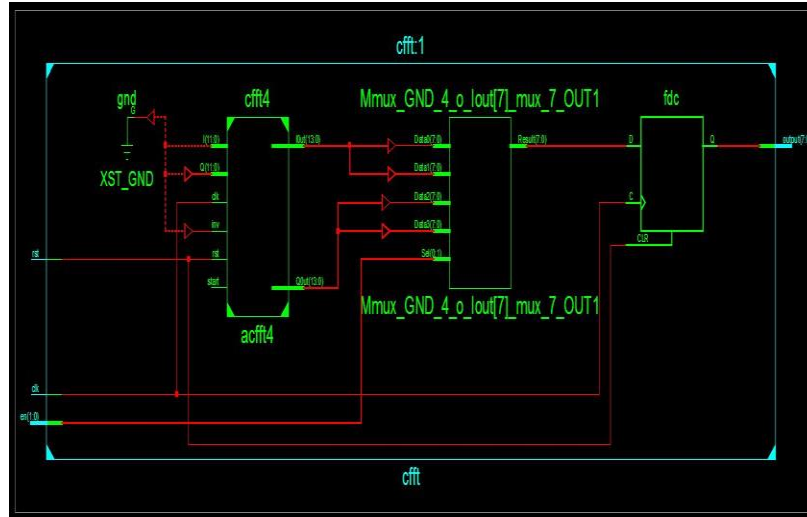 cfft:1
gnd
G
XST_GND
cfft4
I(11:0)
Q(11:0)
clk
inv
rst
start
IOut(13:0)
QOut(13:0)
acfft4
Mmux_GND_4_o_Iout[7]_mux_7_OUT1
Data0(7:0)
Data1(7:0)
Data2(7:0)
Data3(7:0)
Sel(0:1)
Result(7:0)
Mmux_GND_4_o_Iout[7]_mux_7_OUT1
fdc
D
C
CLR
Q
rst
clk
en(1:0)
cfft